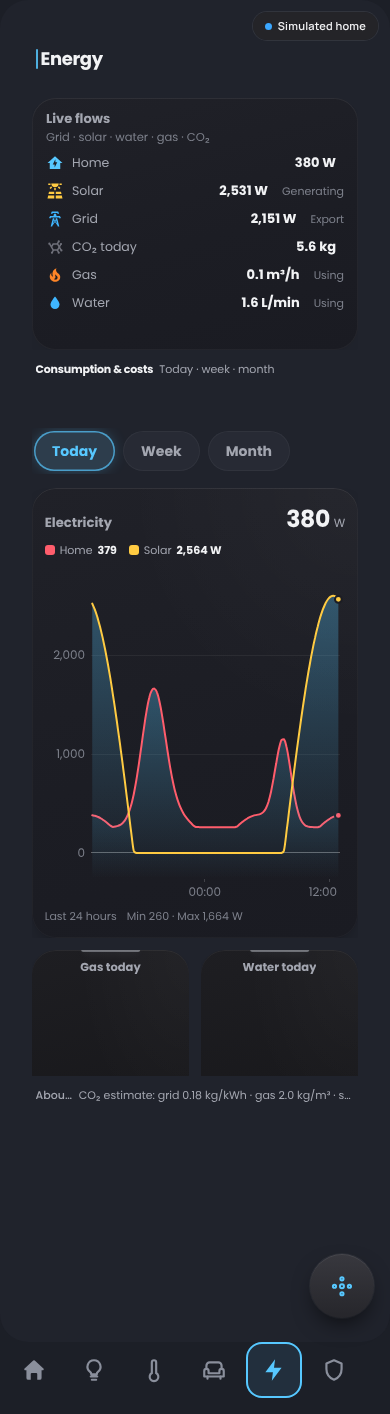 Simulated home
Energy
Live flows
Grid · solar · water · gas · CO₂
Home 380 W
Solar 2,531 W Generating
Grid 2,151 W Export
CO₂ today 5.6 kg
Gas 0.1 m³/h Using
Water 1.6 L/min Using
Consumption & costs Today · week · month
Today Week Month
Electricity 380 W
Home 379 Solar 2,564 W
2,000
1,000
0
00:00 12:00
Last 24 hours Min 260 · Max 1,664 W
Gas today Water today
Abou... CO₂ estimate: grid 0.18 kg/kWh · gas 2.0 kg/m³ · s...